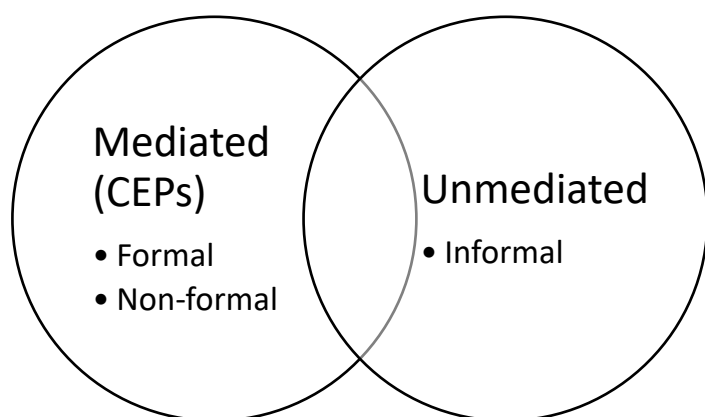 Mediated
(CEPs)
• Formal
• Non-formal
Unmediated
• Informal